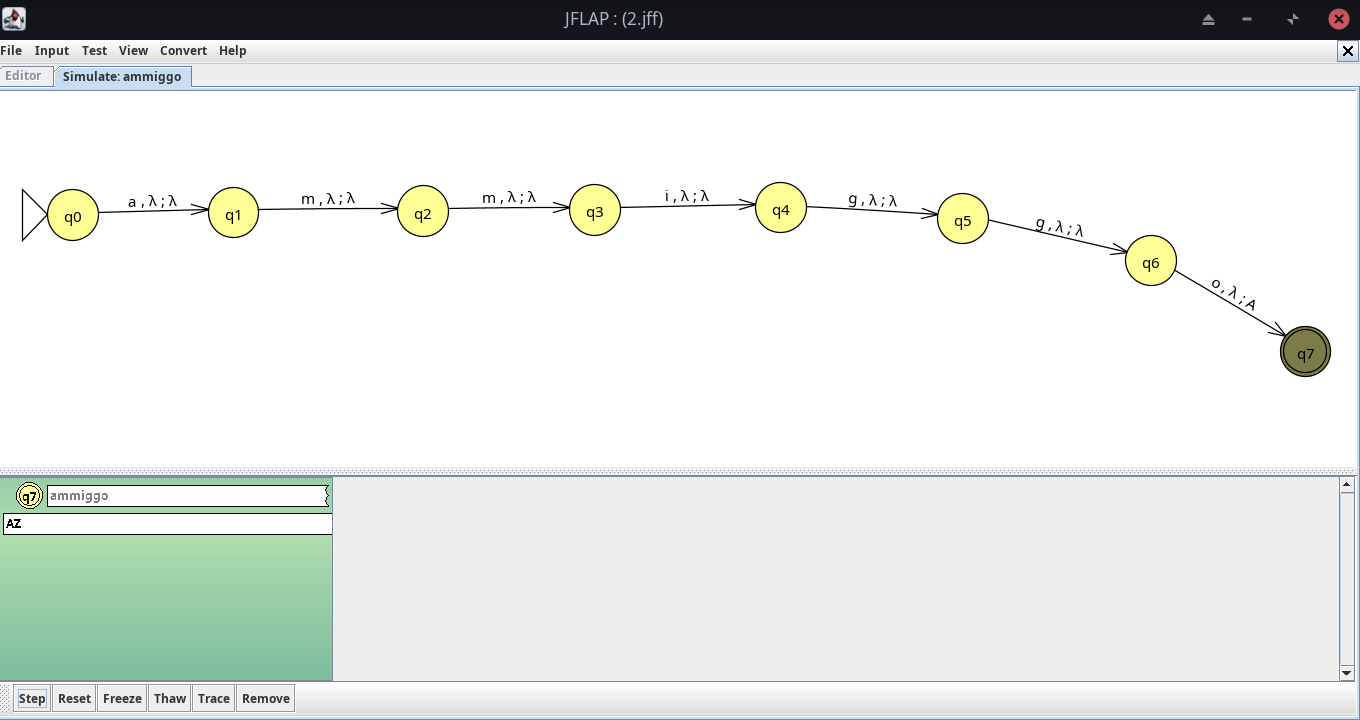 JFLAP : (2.jff)
File Input Test View Convert Help
Editor Simulate: ammiggo
q0 a , λ ; λ q1 m , λ ; λ q2 m , λ ; λ q3 i , λ ; λ q4 g , λ ; λ q5 g , λ ; λ q6 o , λ ; A q7
q7 ammiggo
AZ
Step Reset Freeze Thaw Trace Remove